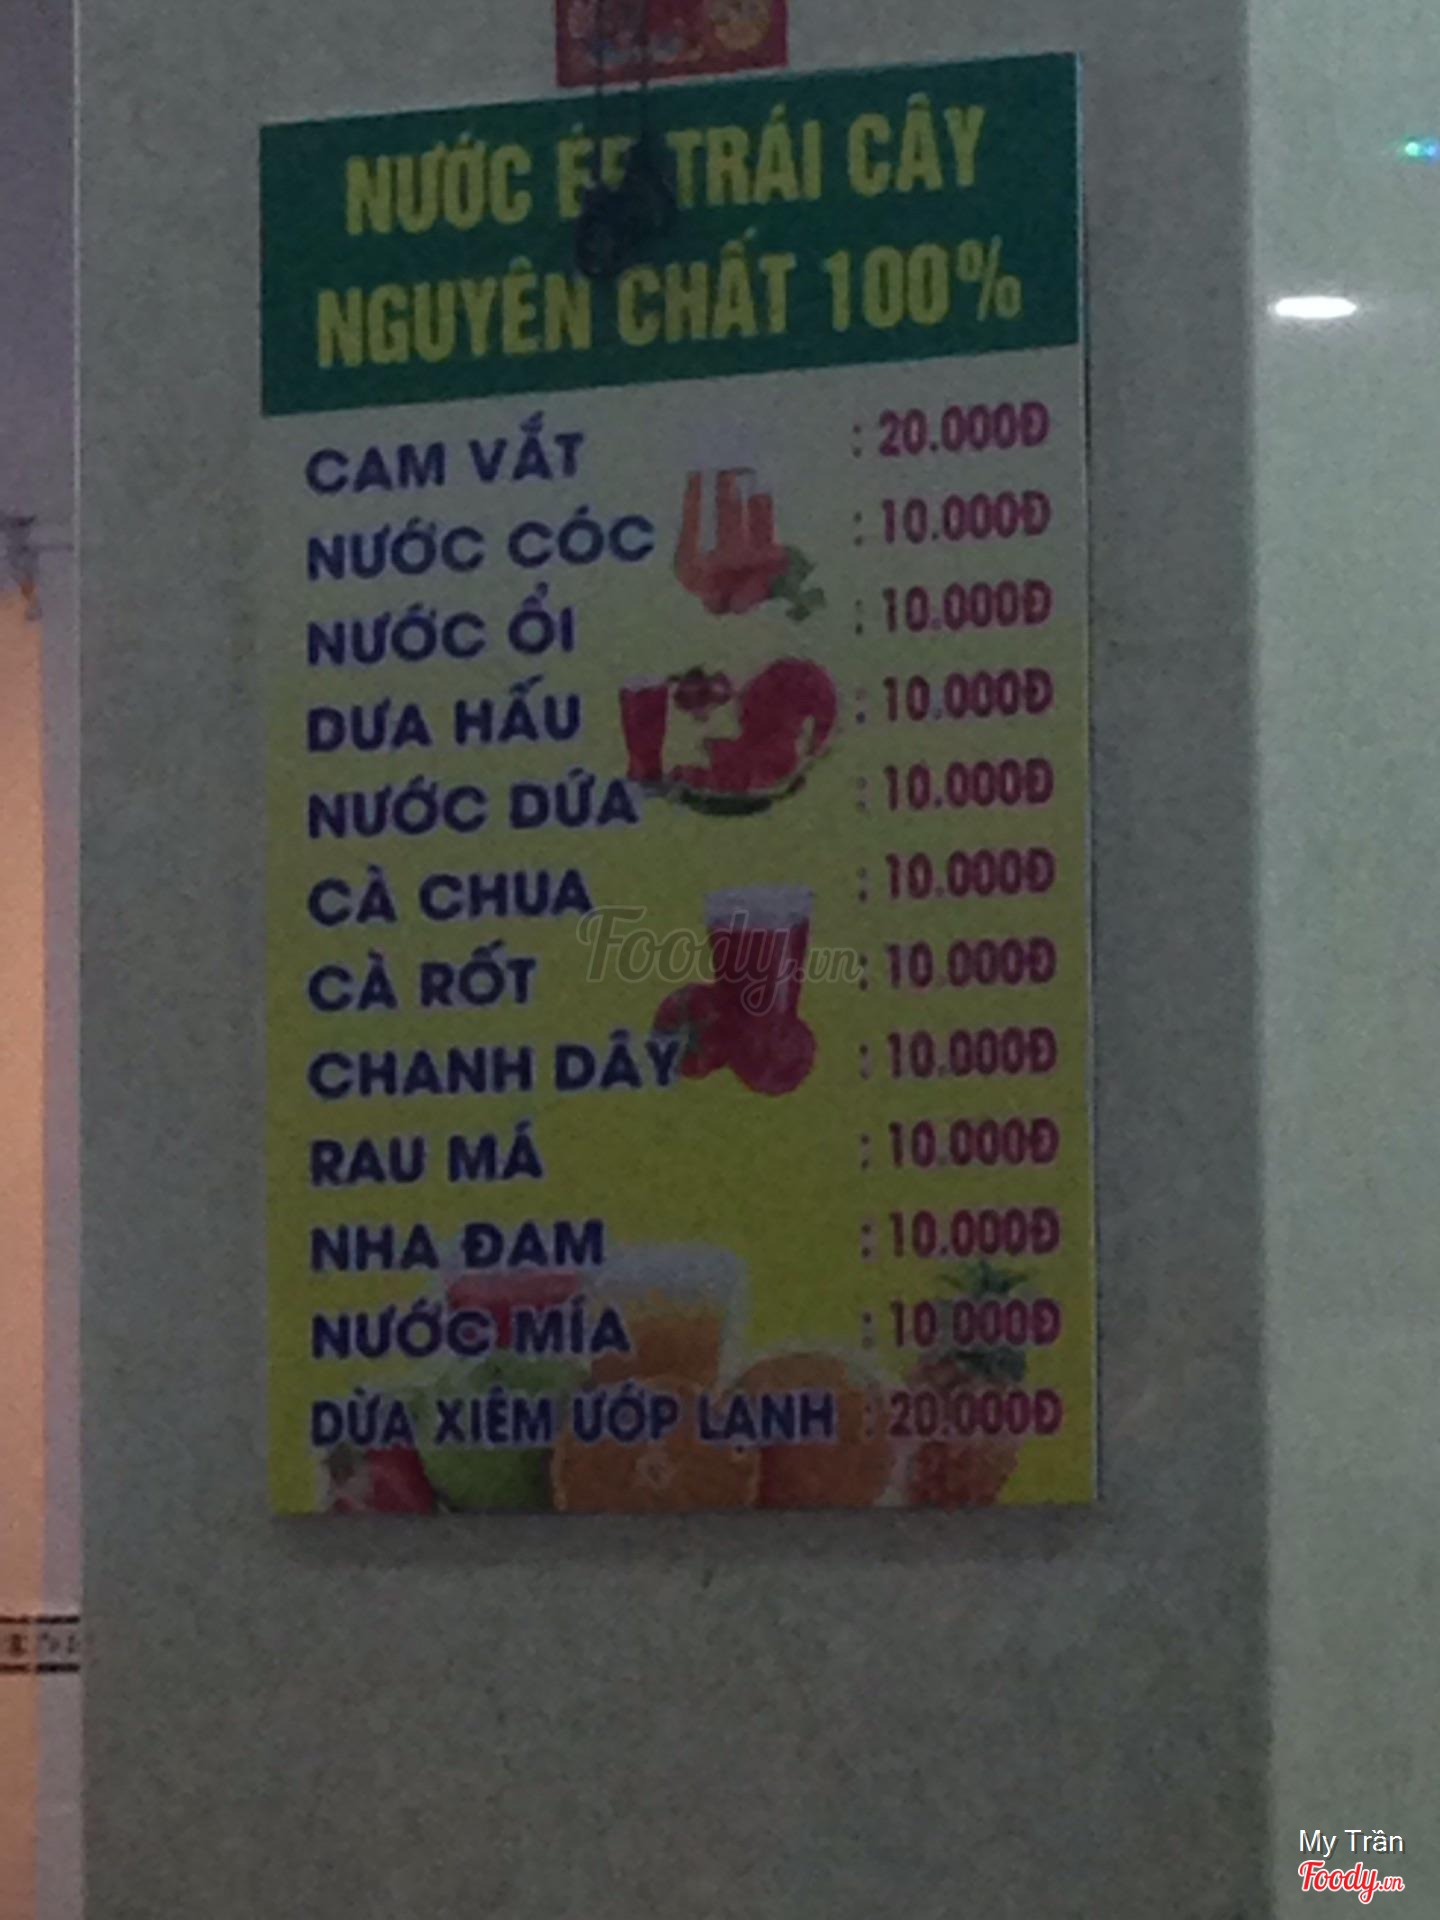 NƯỚC ÉP TRÁI CÂY
NGUYÊN CHẤT 100%
CAM VẮT : 20.000Đ
NƯỚC CÓC : 10.000Đ
NƯỚC ỔI : 10.000Đ
DƯA HẤU : 10.000Đ
NƯỚC DỨA : 10.000Đ
CÀ CHUA : 10.000Đ
CÀ RỐT : 10.000Đ
CHANH DÂY : 10.000Đ
RAU MÁ : 10.000Đ
NHA ĐAM : 10.000Đ
NƯỚC MÍA : 10.000Đ
DỪA XIÊM ƯỚP LẠNH : 20.000Đ
Foody.vn
My Trần
Foody.vn